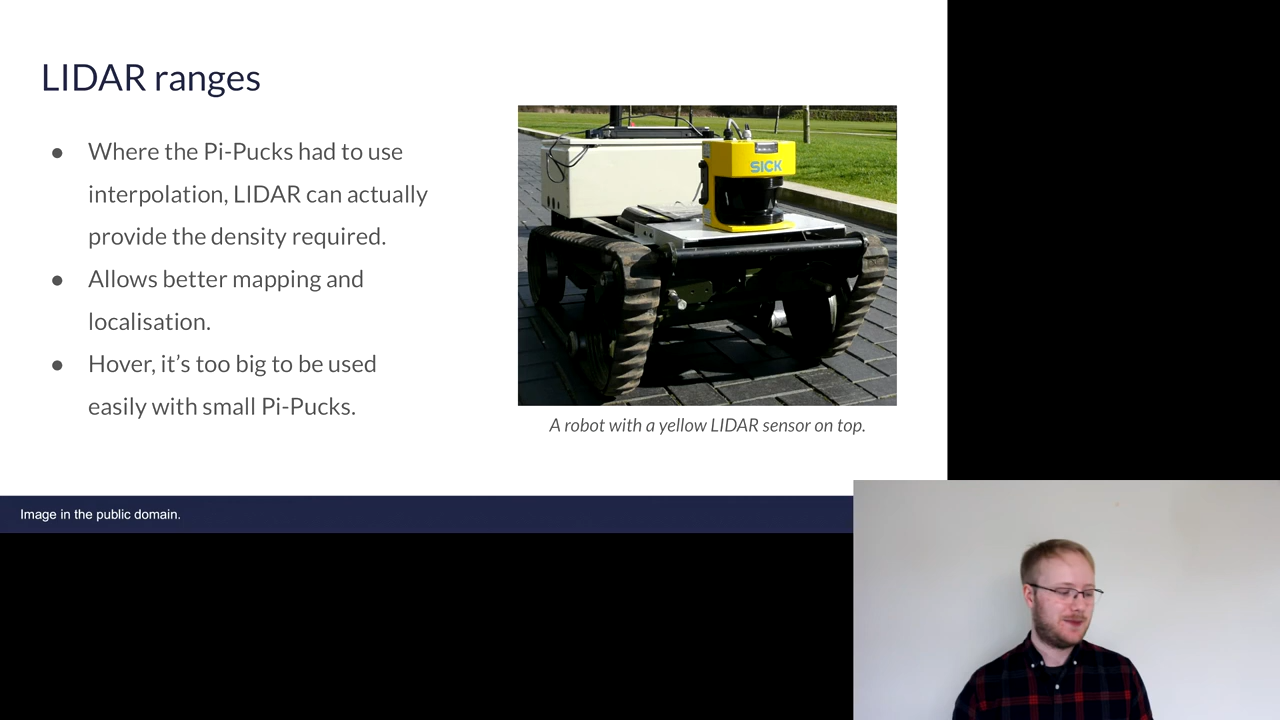 LIDAR ranges
● Where the Pi-Pucks had to use
interpolation, LIDAR can actually
provide the density required.
● Allows better mapping and
localisation.
● Hover, it’s too big to be used
easily with small Pi-Pucks.
SICK
A robot with a yellow LIDAR sensor on top.
Image in the public domain.